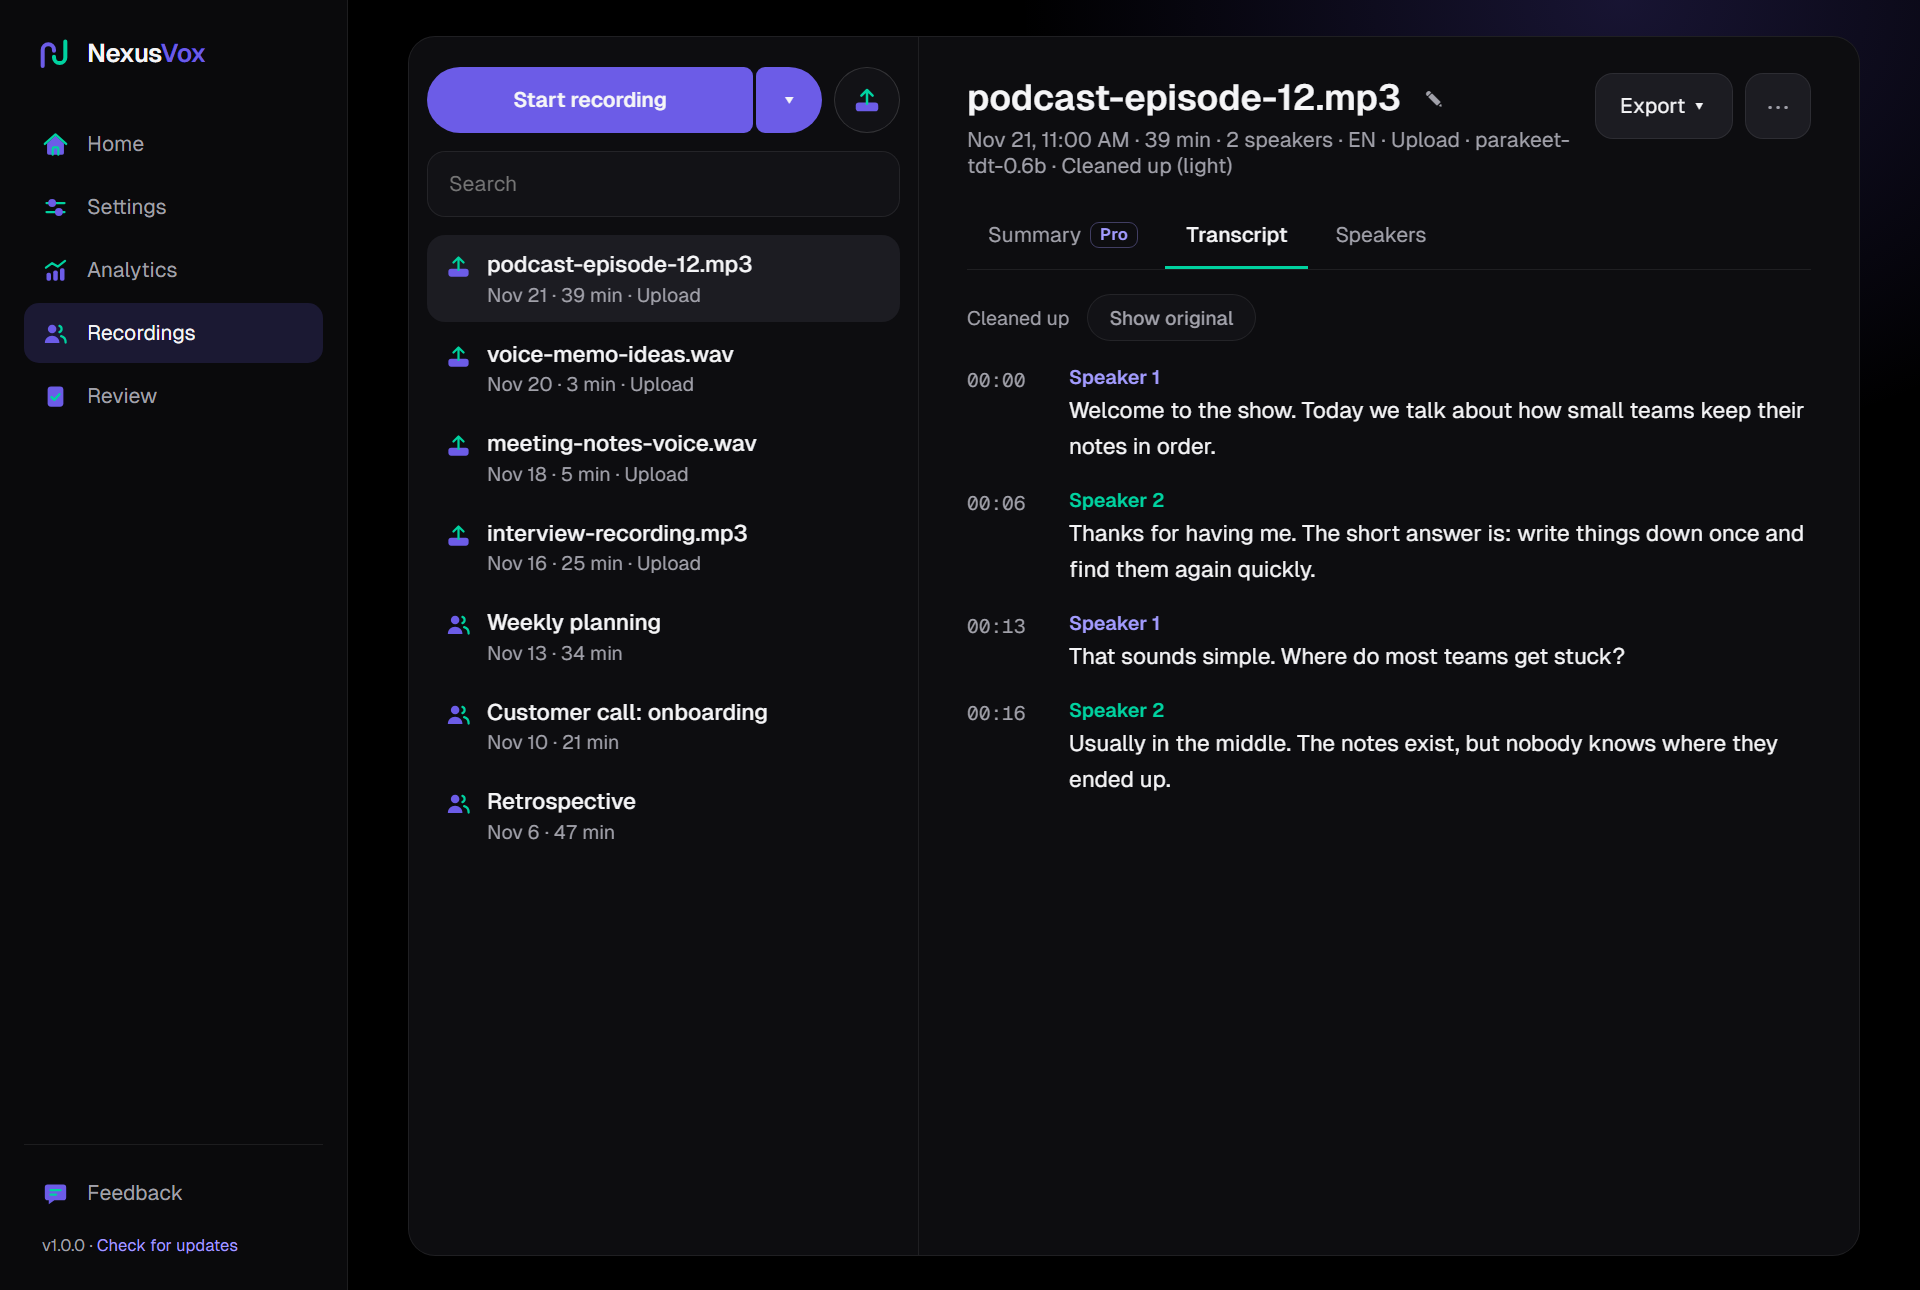 NexusVox
Home
Settings
Analytics
Recordings
Review
Feedback
v1.0.0 · Check for updates
Start recording
Search
podcast-episode-12.mp3
Nov 21 · 39 min · Upload
voice-memo-ideas.wav
Nov 20 · 3 min · Upload
meeting-notes-voice.wav
Nov 18 · 5 min · Upload
interview-recording.mp3
Nov 16 · 25 min · Upload
Weekly planning
Nov 13 · 34 min
Customer call: onboarding
Nov 10 · 21 min
Retrospective
Nov 6 · 47 min
podcast-episode-12.mp3
Nov 21, 11:00 AM · 39 min · 2 speakers · EN · Upload · parakeet-
tdt-0.6b · Cleaned up (light)
Export
...
Summary Pro Transcript Speakers
Cleaned up Show original
00:00 Speaker 1
Welcome to the show. Today we talk about how small teams keep their
notes in order.
00:06 Speaker 2
Thanks for having me. The short answer is: write things down once and
find them again quickly.
00:13 Speaker 1
That sounds simple. Where do most teams get stuck?
00:16 Speaker 2
Usually in the middle. The notes exist, but nobody knows where they
ended up.